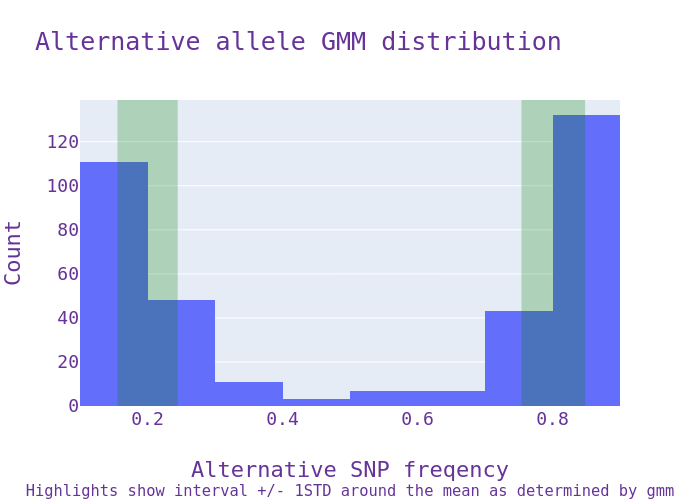 Alternative allele GMM distribution
120
100
80
60
40
20
0
Count
0.2 0.4 0.6 0.8
Alternative SNP freqency
Highlights show interval +/- 1STD around the mean as determined by gmm